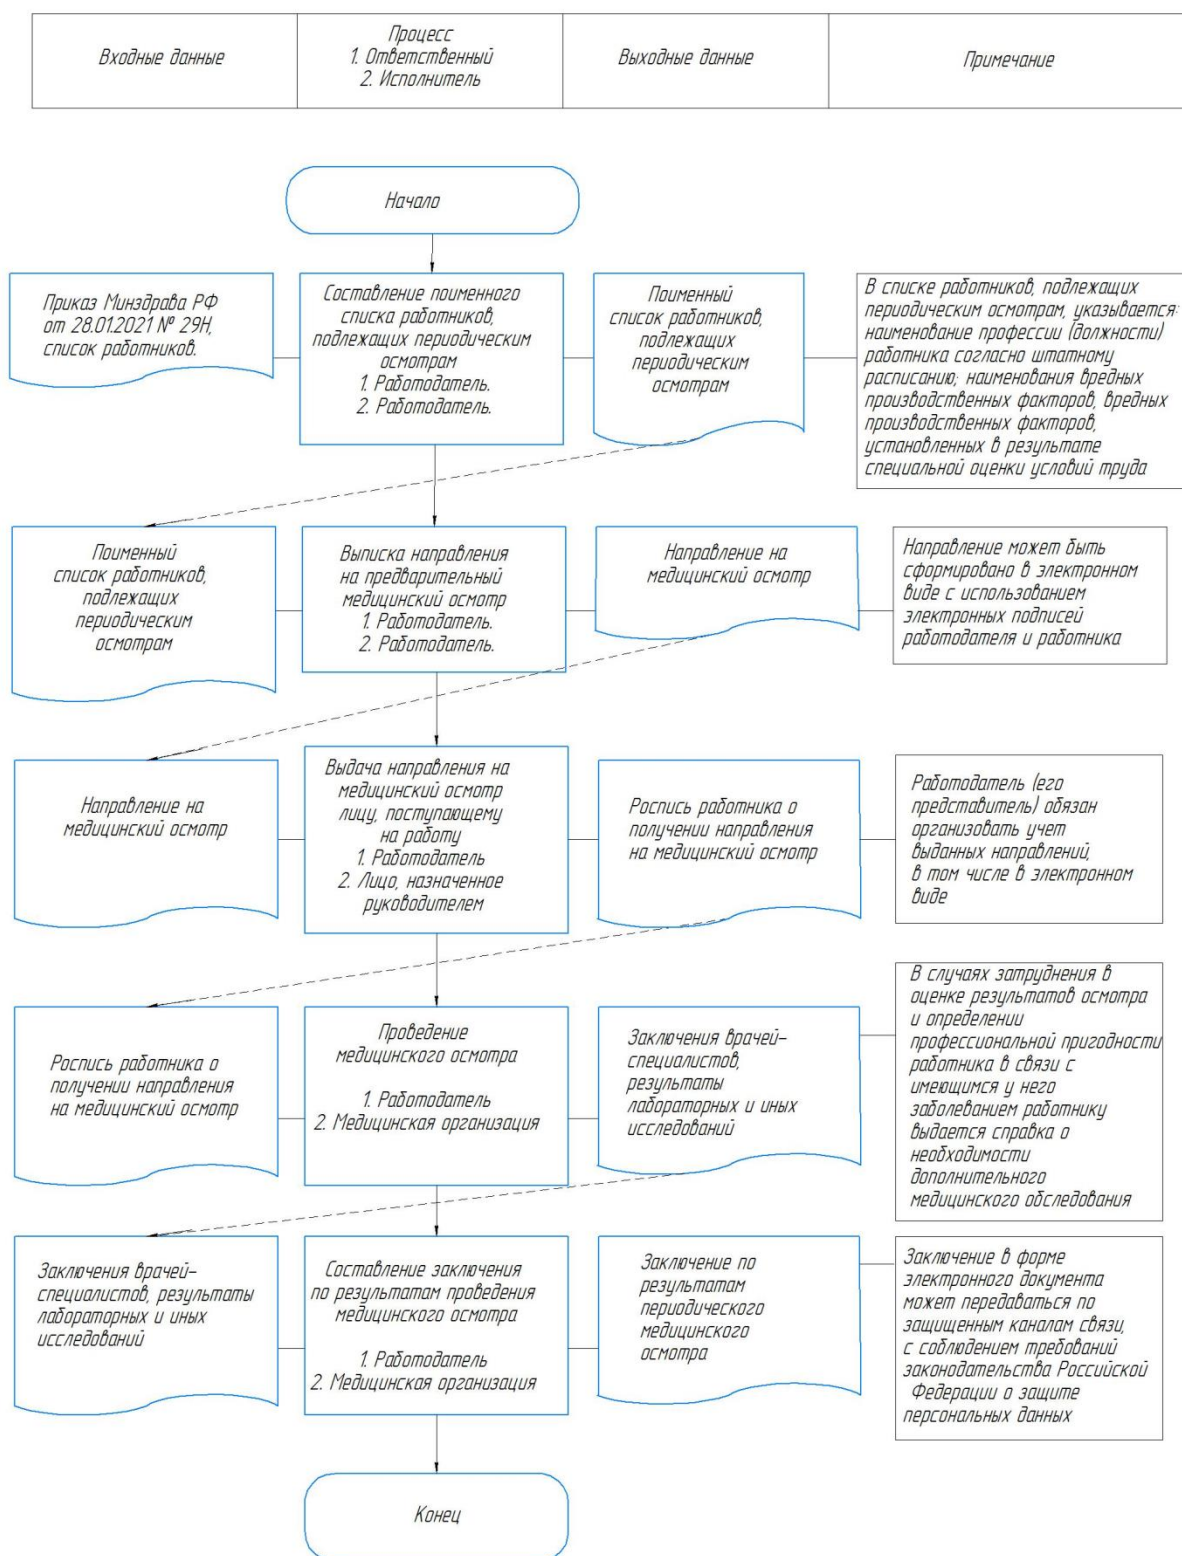 Входные данные
Процесс
1. Ответственный
2. Исполнитель
Выходные данные
Примечание
Начало
Приказ Минздрава РФ
от 28.01.2021 № 29Н,
список работников.
Составление поименного
списка работников,
подлежащих периодическим
осмотрам
1. Работодатель.
2. Работодатель.
Поименный
список работников,
подлежащих
периодическим
осмотрам
В списке работников, подлежащих
периодическим осмотрам, указывается:
наименование профессии (должности)
работника согласно штатному
расписанию; наименования вредных
производственных факторов, вредных
производственных факторов,
установленных в результате
специальной оценки условий труда
Поименный
список работников,
подлежащих
периодическим
осмотрам
Выписка направления
на предварительный
медицинский осмотр
1. Работодатель.
2. Работодатель.
Направление на
медицинский осмотр
Направление может быть
сформировано в электронном
виде с использованием
электронных подписей
работодателя и работника
Направление на
медицинский осмотр
Выдача направления на
медицинский осмотр
лицу, поступающему
на работу
1. Работодатель
2. Лицо, назначенное
руководителем
Роспись работника о
получении направления
на медицинский осмотр
Работодатель (его
представитель) обязан
организовать учет
выданных направлений,
в том числе в электронном
виде
Роспись работника о
получении направления
на медицинский осмотр
Проведение
медицинского осмотра
1. Работодатель
2. Медицинская организация
Заключения врачей-
специалистов,
результаты
лабораторных и иных
исследований
В случаях затруднения в
оценке результатов осмотра
и определении
профессиональной пригодности
работника в связи с
имеющимся у него
заболеванием работнику
выдается справка о
необходимости
дополнительного
медицинского обследования
Заключения врачей-
специалистов, результаты
лабораторных и иных
исследований
Составление заключения
по результатам проведения
медицинского осмотра
1. Работодатель
2. Медицинская организация
Заключение по
результатам
периодического
медицинского
осмотра
Заключение в форме
электронного документа
может передаваться по
защищенным каналам связи,
с соблюдением требований
законодательства Российской
Федерации о защите
персональных данных
Конец